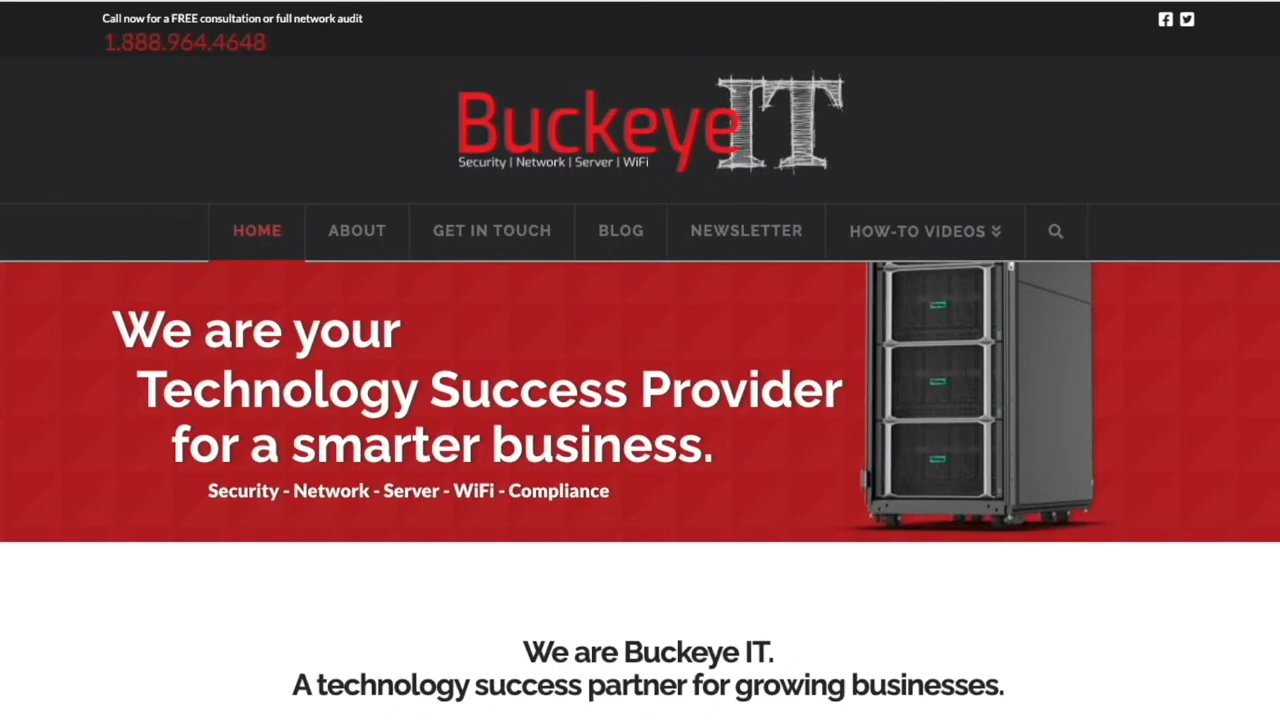 Call now for a FREE consultation or full network audit
1.888.964.4648
Buckeye IT
Security | Network | Server | WiFi
HOME ABOUT GET IN TOUCH BLOG NEWSLETTER HOW-TO VIDEOS
We are your
Technology Success Provider
for a smarter business.
Security - Network - Server - WiFi - Compliance
We are Buckeye IT.
A technology success partner for growing businesses.